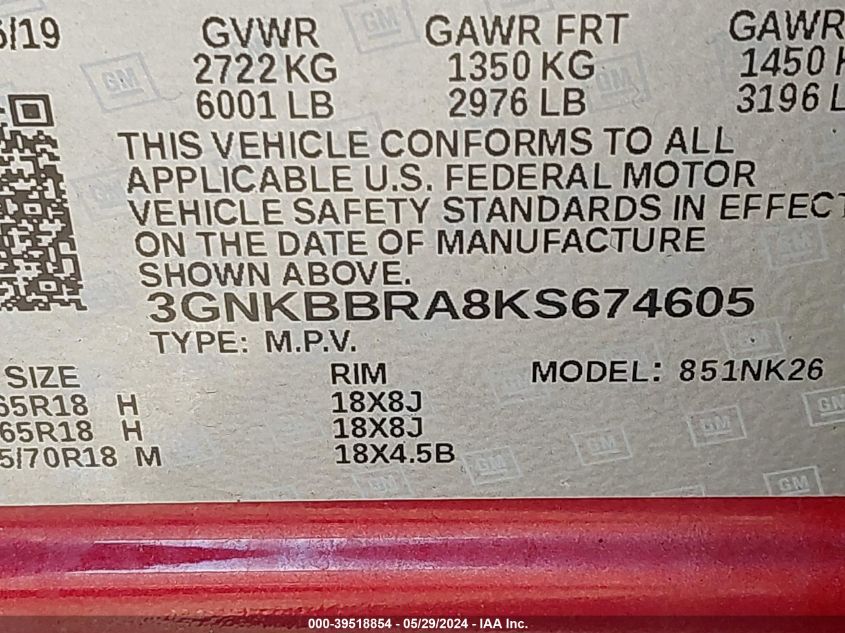 5/19 GVWR GAWR FRT GAWR
2722 KG 1350 KG 1450 K
6001 LB 2976 LB 3196 L
THIS VEHICLE CONFORMS TO ALL
APPLICABLE U.S. FEDERAL MOTOR
VEHICLE SAFETY STANDARDS IN EFFECT
ON THE DATE OF MANUFACTURE
SHOWN ABOVE.
3GNKBBRA8KS674605
TYPE: M.P.V.
SIZE RIM MODEL: 851NK26
65R18 H 18X8J
65R18 H 18X8J
5/70R18 M 18X4.5B
GM
000-39518854 - 05/29/2024 - IAA Inc.